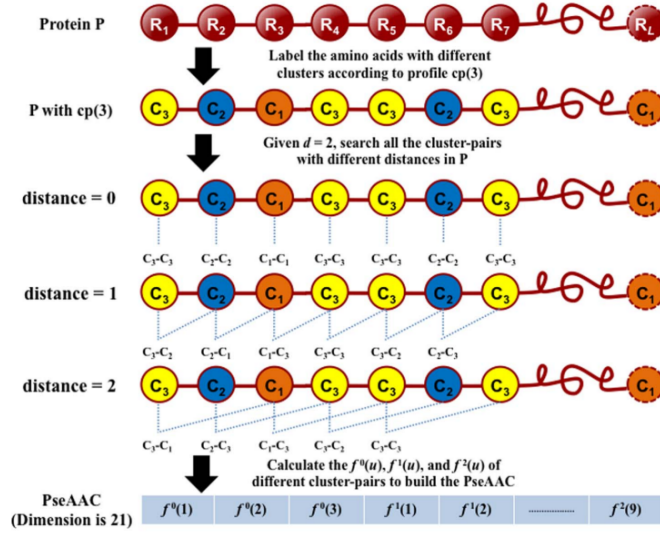 Protein P R₁ R₂ R₃ R₄ R₅ R₆ R₇ R_L
Label the amino acids with different
clusters according to profile cp(3)
P with cp(3) C₃ C₂ C₁ C₃ C₃ C₂ C₃ C₁
Given d = 2, search all the cluster-pairs
with different distances in P
distance = 0 C₃ C₂ C₁ C₃ C₃ C₂ C₃ C₁
C₃-C₃ C₂-C₂ C₁-C₁ C₃-C₃ C₃-C₃ C₂-C₂ C₃-C₃
distance = 1 C₃ C₂ C₁ C₃ C₃ C₂ C₃ C₁
C₃-C₂ C₂-C₁ C₁-C₃ C₃-C₃ C₃-C₂ C₂-C₃
distance = 2 C₃ C₂ C₁ C₃ C₃ C₂ C₃ C₁
C₃-C₁ C₂-C₃ C₁-C₃ C₃-C₂ C₃-C₃
Calculate the f⁰(u), f¹(u), and f²(u) of
different cluster-pairs to build the PseAAC
PseAAC
(Dimension is 21) f⁰(1) f⁰(2) f⁰(3) f¹(1) f¹(2) .............. f²(9)